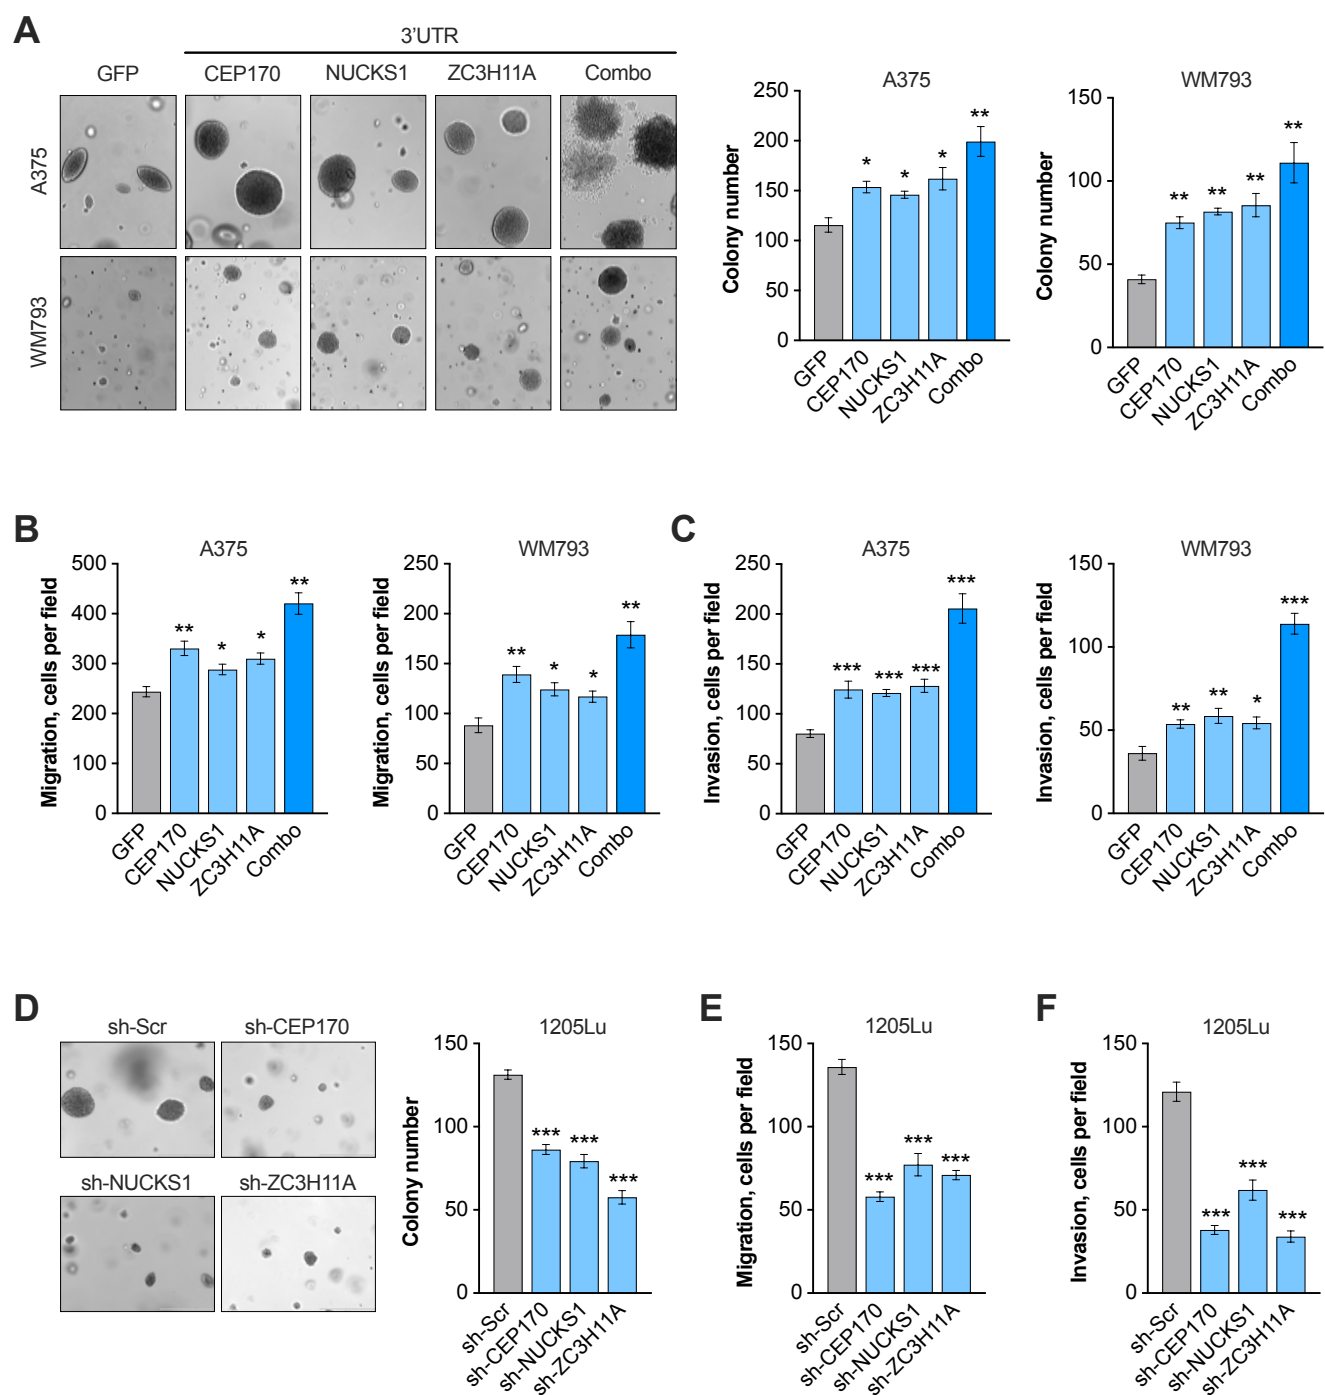 A
3'UTR
GFP CEP170 NUCKS1 ZC3H11A Combo
A375
WM793
A375
Colony number
250
200
150
100
50
0
* * * **
GFP CEP170 NUCKS1 ZC3H11A Combo
WM793
Colony number
150
100
50
0
** ** ** **
GFP CEP170 NUCKS1 ZC3H11A Combo
B
A375
Migration, cells per field
500
400
300
200
100
0
** * * **
GFP CEP170 NUCKS1 ZC3H11A Combo
WM793
Migration, cells per field
250
200
150
100
50
0
** * * **
GFP CEP170 NUCKS1 ZC3H11A Combo
C
A375
Invasion, cells per field
250
200
150
100
50
0
*** *** *** ***
GFP CEP170 NUCKS1 ZC3H11A Combo
WM793
Invasion, cells per field
150
100
50
0
** ** * ***
GFP CEP170 NUCKS1 ZC3H11A Combo
D
sh-Scr sh-CEP170
sh-NUCKS1 sh-ZC3H11A
1205Lu
Colony number
150
100
50
0
*** *** ***
sh-Scr sh-CEP170 sh-NUCKS1 sh-ZC3H11A
E
1205Lu
Migration, cells per field
150
100
50
0
*** *** ***
sh-Scr sh-CEP170 sh-NUCKS1 sh-ZC3H11A
F
1205Lu
Invasion, cells per field
150
100
50
0
*** *** ***
sh-Scr sh-CEP170 sh-NUCKS1 sh-ZC3H11A